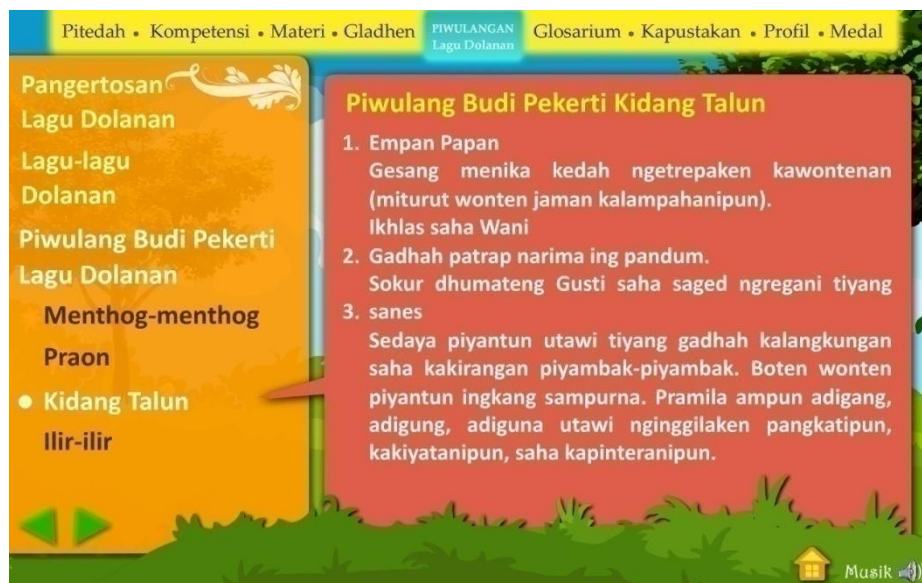 Pitedah • Kompetensi • Materi • Gladhen PIWULANGAN Lagu Dolanan Glosarium • Kapustakan • Profil • Medal
Pangertosan
Lagu Dolanan
Lagu-lagu
Dolanan
Piwulang Budi Pekerti
Lagu Dolanan
Menthog-menthog
Praon
Kidang Talun
Ilir-ilir
Piwulang Budi Pekerti Kidang Talun
1. Empan Papan
Gesang menika kedah ngetrepaken kawontenan
(miturut wonten jaman kalampahanipun).
Ikhlas saha Wani
2. Gadhah patrap narima ing pandum.
Sokur dhumateng Gusti saha saged ngregani tiyang
3. sanes
Sedaya piyantun utawi tiyang gadhah kalangkungan
saha kakirangan piyambak-piyambak. Boten wonten
piyantun ingkang sampurna. Pramila ampun adigang,
adigung, adiguna utawi nginggilaken pangkatipun,
kakiyatanipun, saha kapinteranipun.
Musik